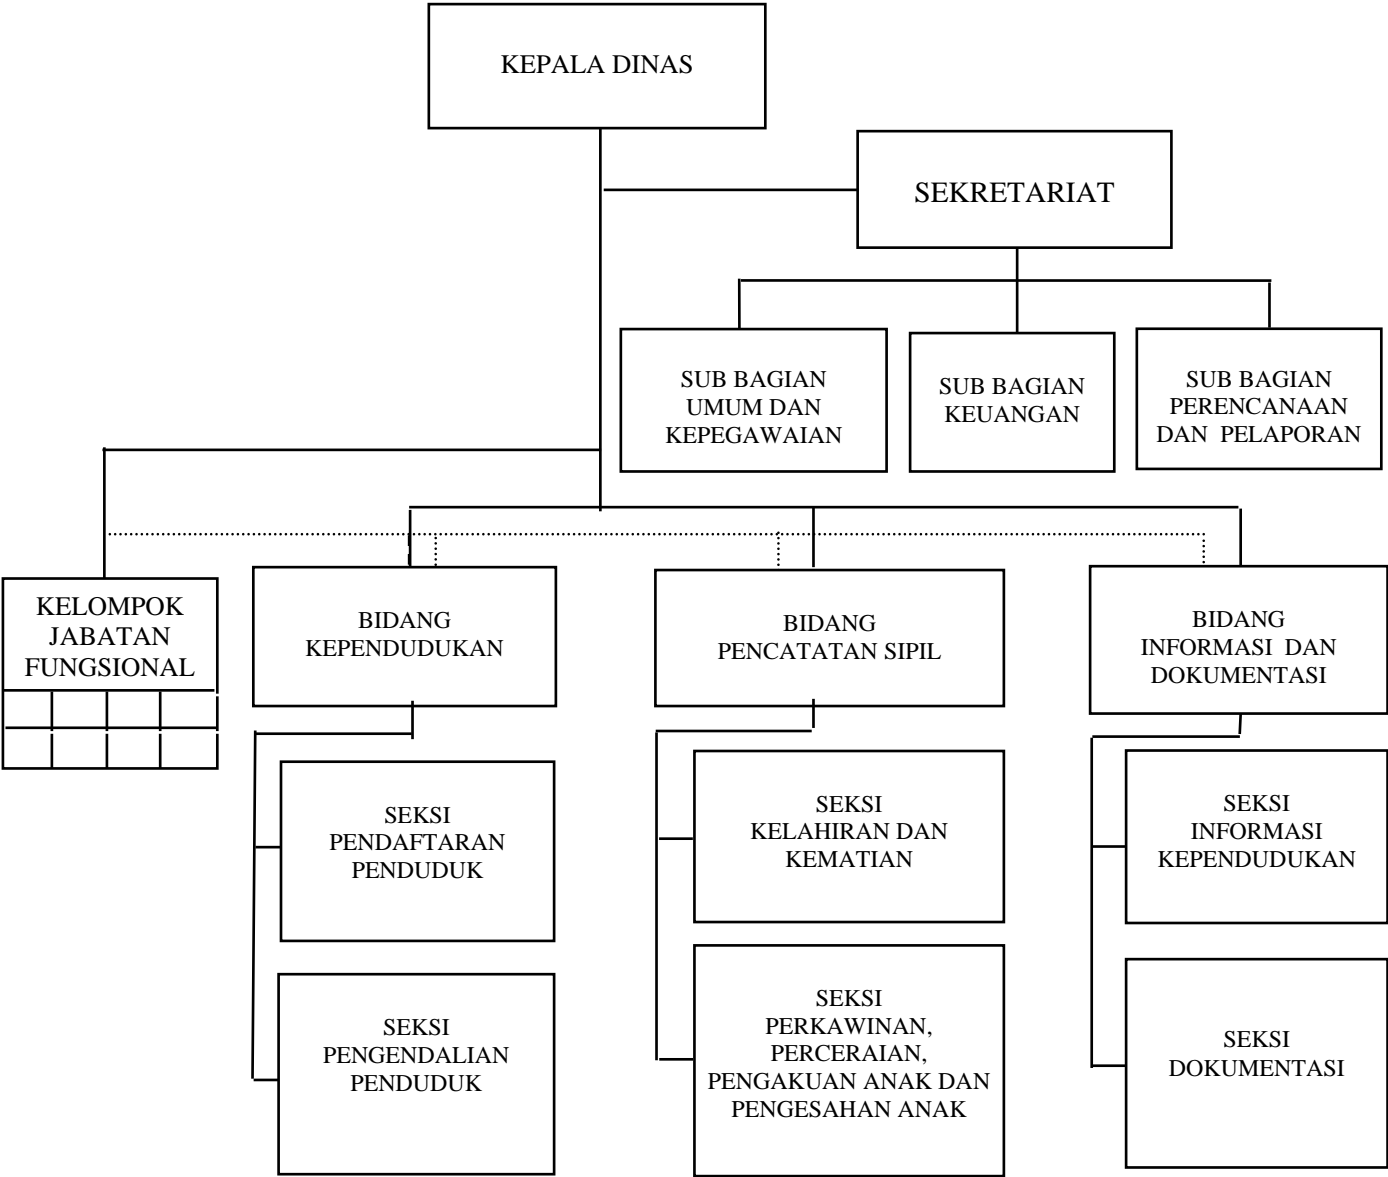 KEPALA DINAS
SEKRETARIAT
SUB BAGIAN
UMUM DAN
KEPEGAWAIAN
SUB BAGIAN
KEUANGAN
SUB BAGIAN
PERENCANAAN
DAN PELAPORAN
KELOMPOK
JABATAN
FUNGSIONAL
BIDANG
KEPENDUDUKAN
BIDANG
PENCATATAN SIPIL
BIDANG
INFORMASI DAN
DOKUMENTASI
SEKSI
PENDAFTARAN
PENDUDUK
SEKSI
KELAHIRAN DAN
KEMATIAN
SEKSI
INFORMASI
KEPENDUDUKAN
SEKSI
PENGENDALIAN
PENDUDUK
SEKSI
PERKAWINAN,
PERCERAIAN,
PENGAKUAN ANAK DAN
PENGESAHAN ANAK
SEKSI
DOKUMENTASI